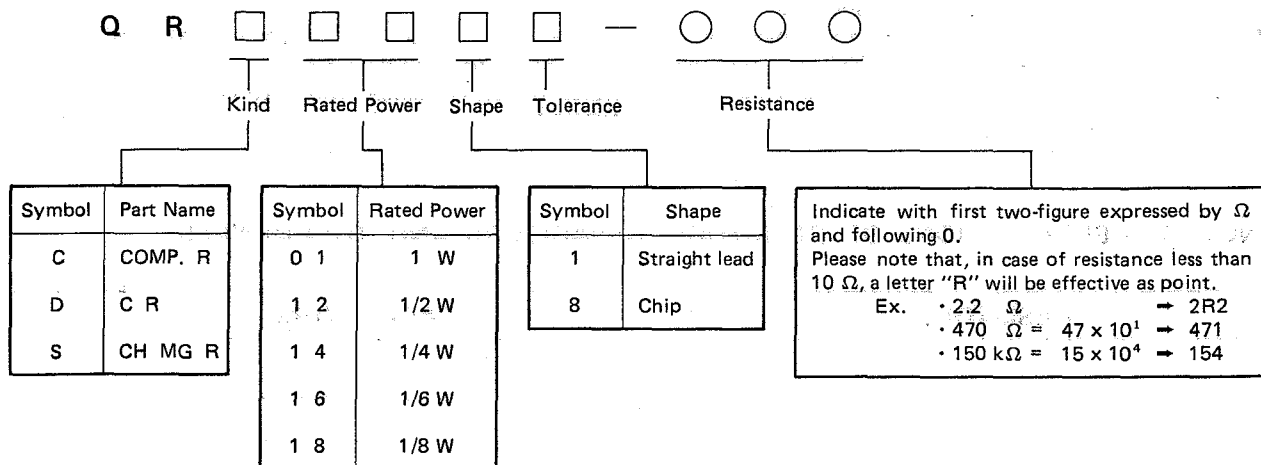 Q R □ □ □ □ □ — ○ ○ ○
Kind Rated Power Shape Tolerance Resistance
Symbol Part Name
C COMP. R
D C R
S CH MG R
Symbol Rated Power
0 1 1 W
1 2 1/2 W
1 4 1/4 W
1 6 1/6 W
1 8 1/8 W
Symbol Shape
1 Straight lead
8 Chip
Indicate with first two-figure expressed by Ω
and following 0.
Please note that, in case of resistance less than
10 Ω, a letter "R" will be effective as point.
Ex. · 2.2 Ω → 2R2
· 470 Ω = 47 x 10¹ → 471
· 150 kΩ = 15 x 10⁴ → 154